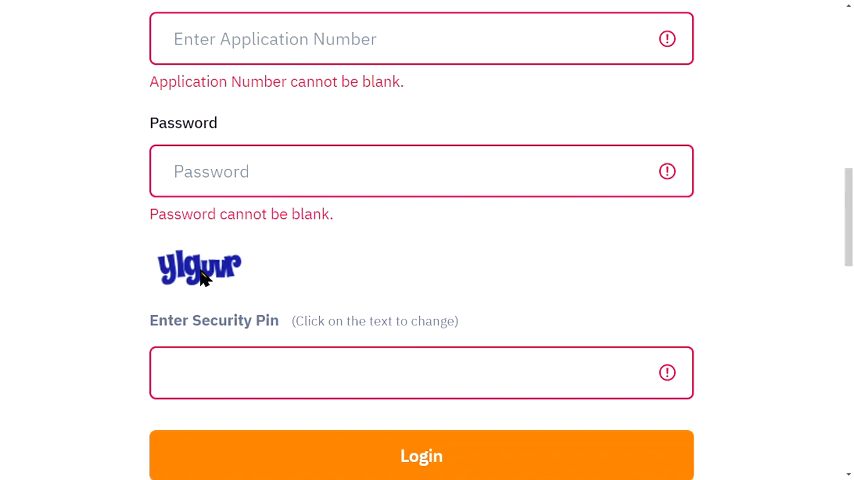 Enter Application Number
Application Number cannot be blank.
Password
Password
Password cannot be blank.
Enter Security Pin (Click on the text to change)
Login